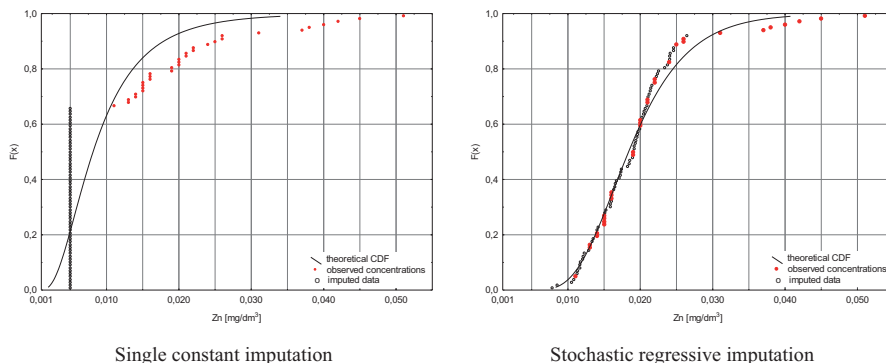 1,0
0,8
0,6
0,4
0,2
0,0
F(x)
0,001 0,010 0,020 0,030 0,040 0,050
Zn [mg/dm³]
theoretical CDF
observed concentrations
imputed data
Single constant imputation
1,0
0,8
0,6
0,4
0,2
0,0
F(x)
0,001 0,010 0,020 0,030 0,040 0,050
Zn [mg/dm³]
theoretical CDF
observed concentrations
imputed data
Stochastic regressive imputation